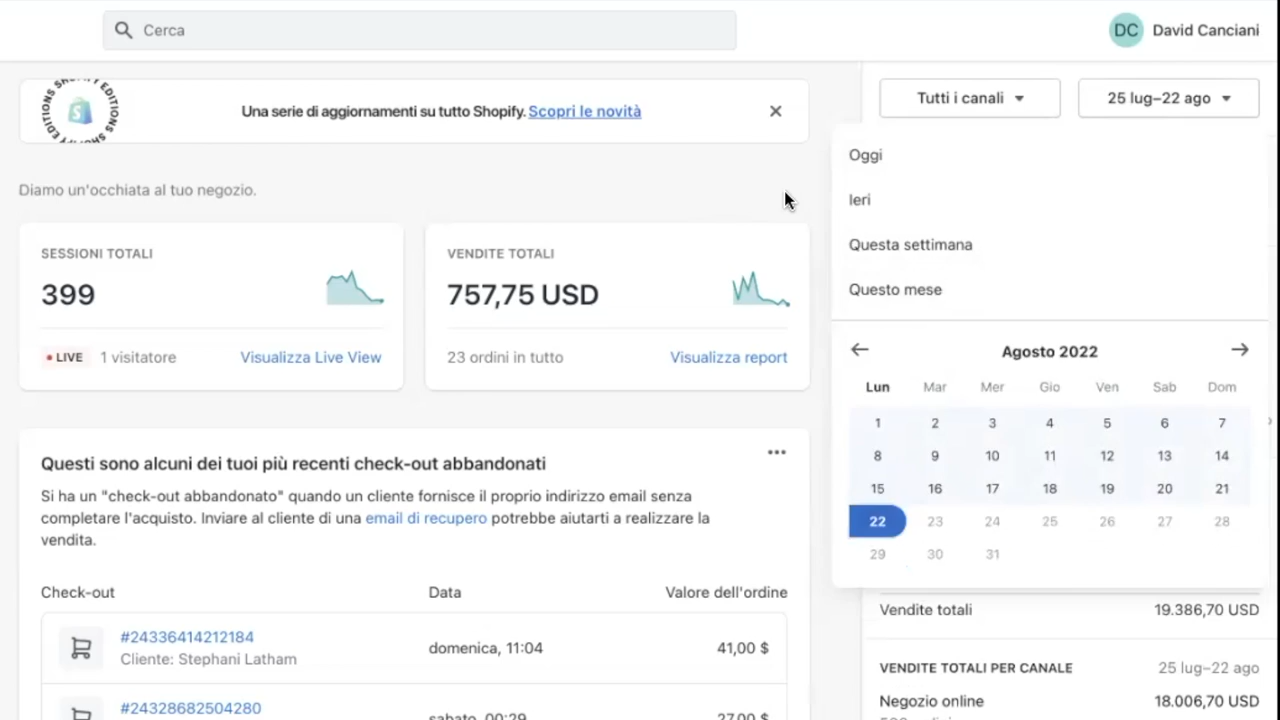 Cerca
DC David Canciani
SHOPIFY EDITIONS
Una serie di aggiornamenti su tutto Shopify. Scopri le novità
Tutti i canali
25 lug–22 ago
Diamo un'occhiata al tuo negozio.
SESSIONI TOTALI
399
LIVE 1 visitatore Visualizza Live View
VENDITE TOTALI
757,75 USD
23 ordini in tutto Visualizza report
Questi sono alcuni dei tuoi più recenti check-out abbandonati
Si ha un "check-out abbandonato" quando un cliente fornisce il proprio indirizzo email senza
completare l'acquisto. Inviare al cliente di una email di recupero potrebbe aiutarti a realizzare la
vendita.
Check-out Data Valore dell'ordine
#24336414212184
Cliente: Stephani Latham
domenica, 11:04
41,00 $
#24328682504280
sabato, 00:29
27,00 $
Oggi
Ieri
Questa settimana
Questo mese
Agosto 2022
Lun Mar Mer Gio Ven Sab Dom
1 2 3 4 5 6 7
8 9 10 11 12 13 14
15 16 17 18 19 20 21
22 23 24 25 26 27 28
29 30 31
Vendite totali 19.386,70 USD
VENDITE TOTALI PER CANALE 25 lug–22 ago
Negozio online 18.006,70 USD